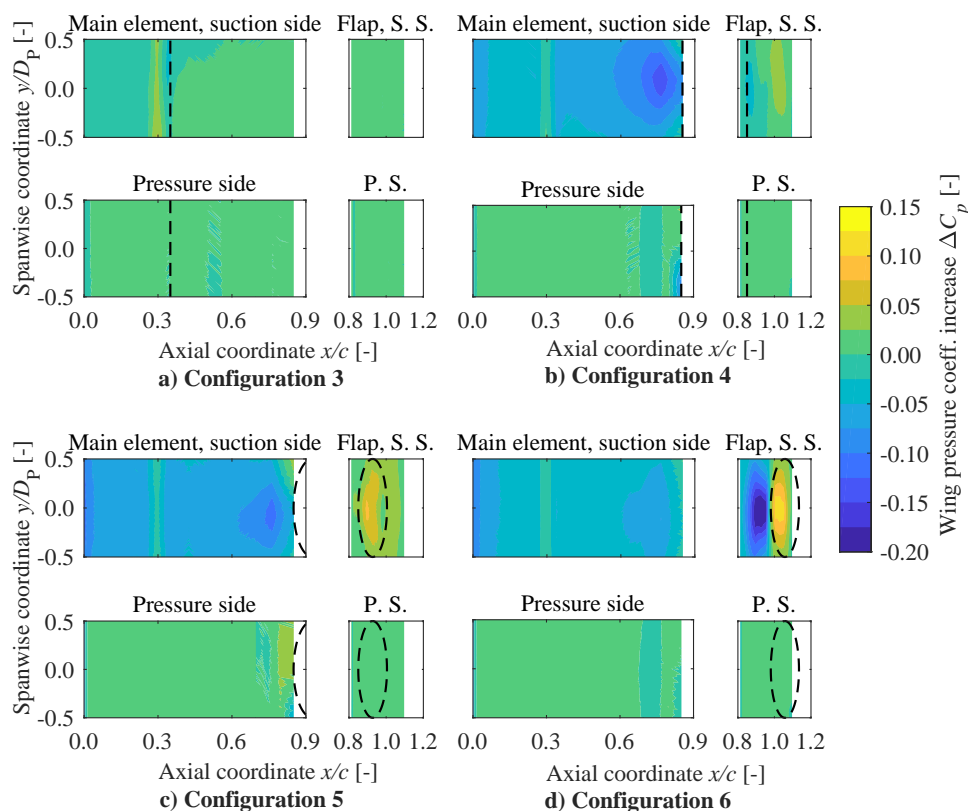 Main element, suction side Flap, S. S. Main element, suction side Flap, S. S.
0.5
0.0
-0.5
Pressure side P. S. Pressure side P. S.
0.5
0.0
-0.5
0.0 0.3 0.6 0.9 0.8 1.0 1.2 0.0 0.3 0.6 0.9 0.8 1.0 1.2
Spanwise coordinate y/D_P [-]
Axial coordinate x/c [-] Axial coordinate x/c [-]
a) Configuration 3 b) Configuration 4
Main element, suction side Flap, S. S. Main element, suction side Flap, S. S.
0.5
0.0
-0.5
Pressure side P. S. Pressure side P. S.
0.5
0.0
-0.5
0.0 0.3 0.6 0.9 0.8 1.0 1.2 0.0 0.3 0.6 0.9 0.8 1.0 1.2
Spanwise coordinate y/D_P [-]
Axial coordinate x/c [-] Axial coordinate x/c [-]
c) Configuration 5 d) Configuration 6
0.15
0.10
0.05
0.00
-0.05
-0.10
-0.15
-0.20
Wing pressure coeff. increase ΔC_p [-]